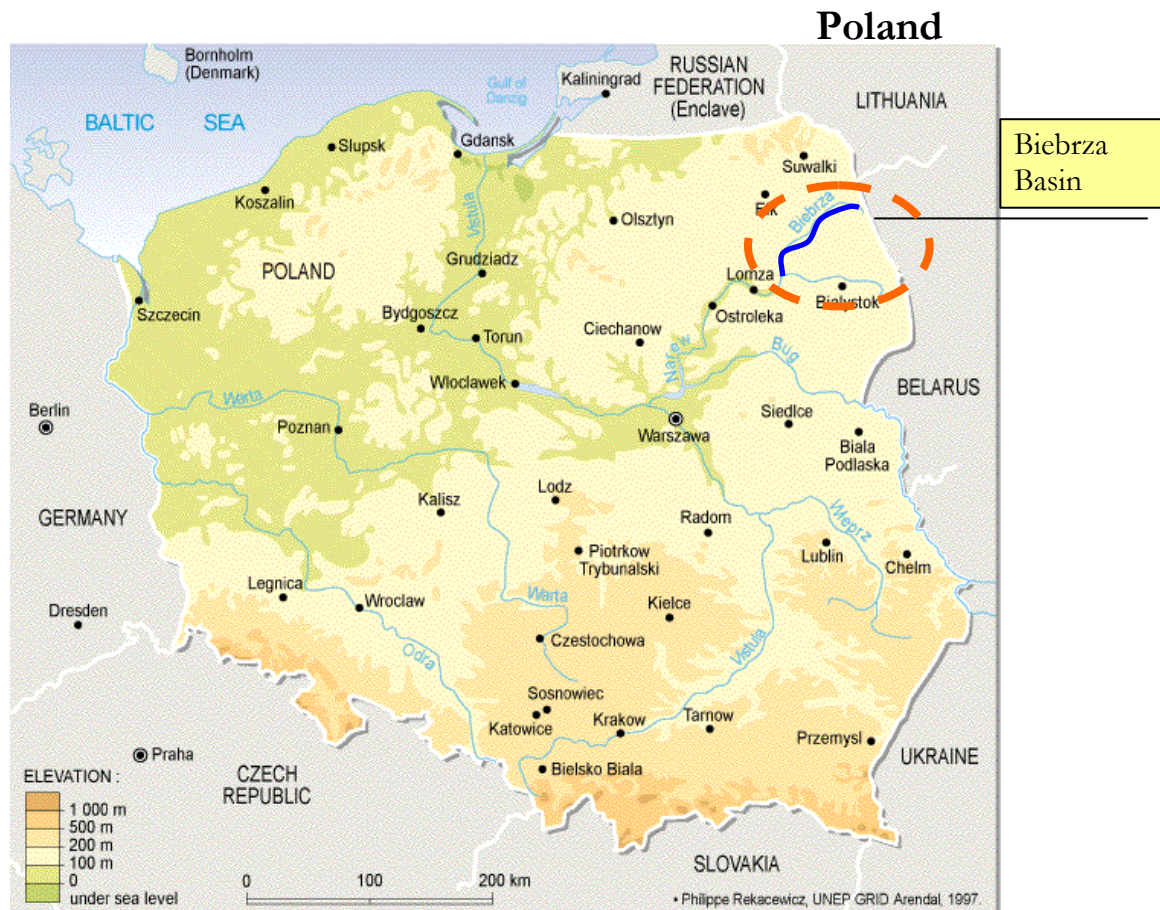 Poland
Bornholm
(Denmark)
Gulf of
Danzig
Kaliningrad
RUSSIAN
FEDERATION
(Enclave)
LITHUANIA
BALTIC SEA
Biebrza
Basin
Slupsk
Gdansk
Suwalki
Koszalin
Vistula
Olsztyn
Elk
Biebrza
POLAND
Grudziadz
Lomza
Bialystok
Szczecin
Bydgoszcz
Torun
Ciechanow
Ostroleka
Narew
Bug
Wloclawek
BELARUS
Warta
Berlin
Poznan
Warszawa
Siedlce
Biala
Podlaska
Kalisz
Lodz
GERMANY
Radom
Weprz
Piotrkow
Trybunalski
Lublin
Chelm
Legnica
Wroclaw
Warta
Kielce
Dresden
Czestochowa
Odra
Vistula
Sosnowiec
Katowice
Krakow
Tarnow
Przemysl
Praha
UKRAINE
CZECH
REPUBLIC
Bielsko Biala
ELEVATION :
1 000 m
500 m
200 m
100 m
0
under sea level
0 100 200 km
SLOVAKIA
• Philippe Rekacewicz, UNEP GRID Arendal, 1997.